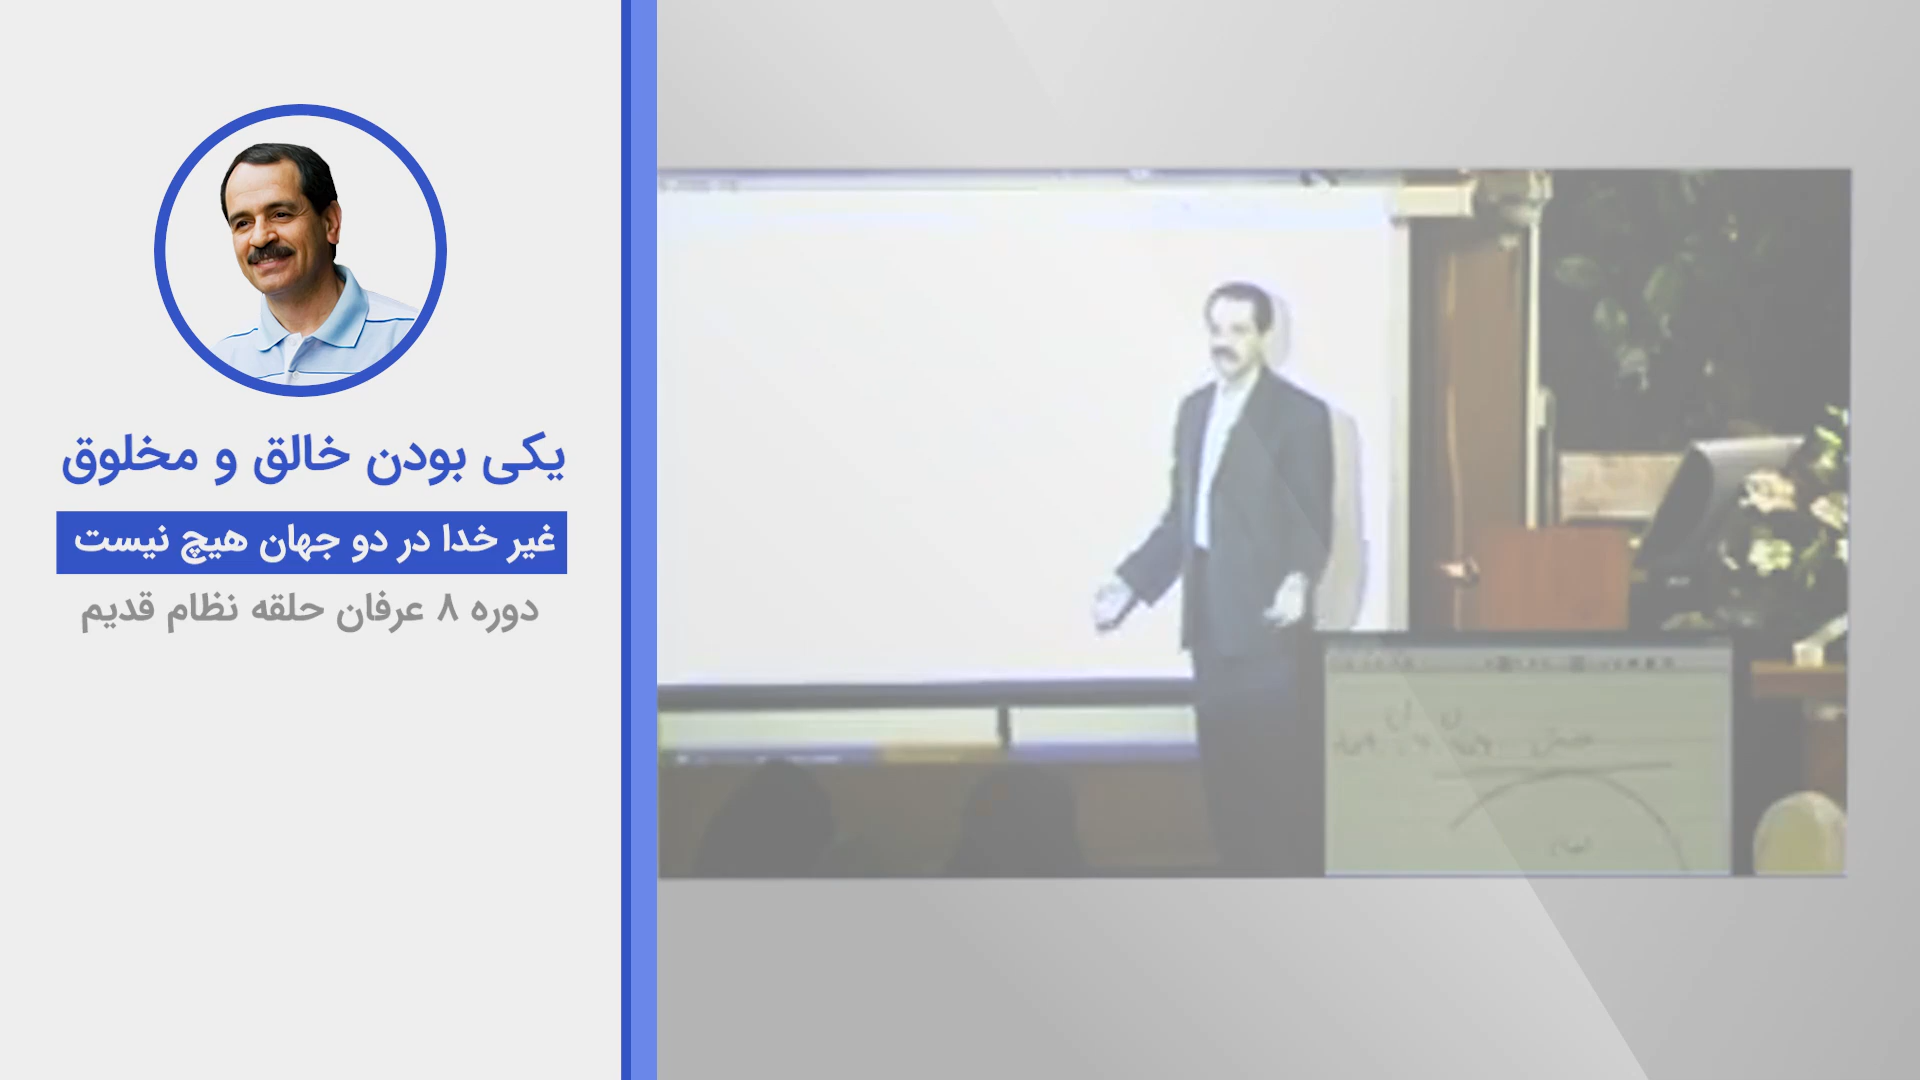 یکی بودن خالق و مخلوق
غیر خدا در دو جهان هیچ نیست
دوره ۸ عرفان حلقه نظام قدیم